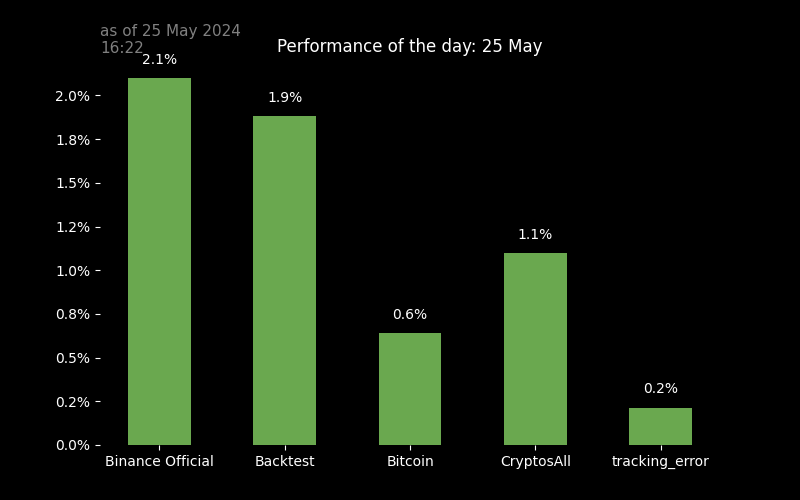 as of 25 May 2024
16:22
Performance of the day: 25 May
2.1%
1.9%
0.6%
1.1%
0.2%
2.0%
1.8%
1.5%
1.2%
1.0%
0.8%
0.5%
0.2%
0.0%
Binance Official
Backtest
Bitcoin
CryptosAll
tracking_error